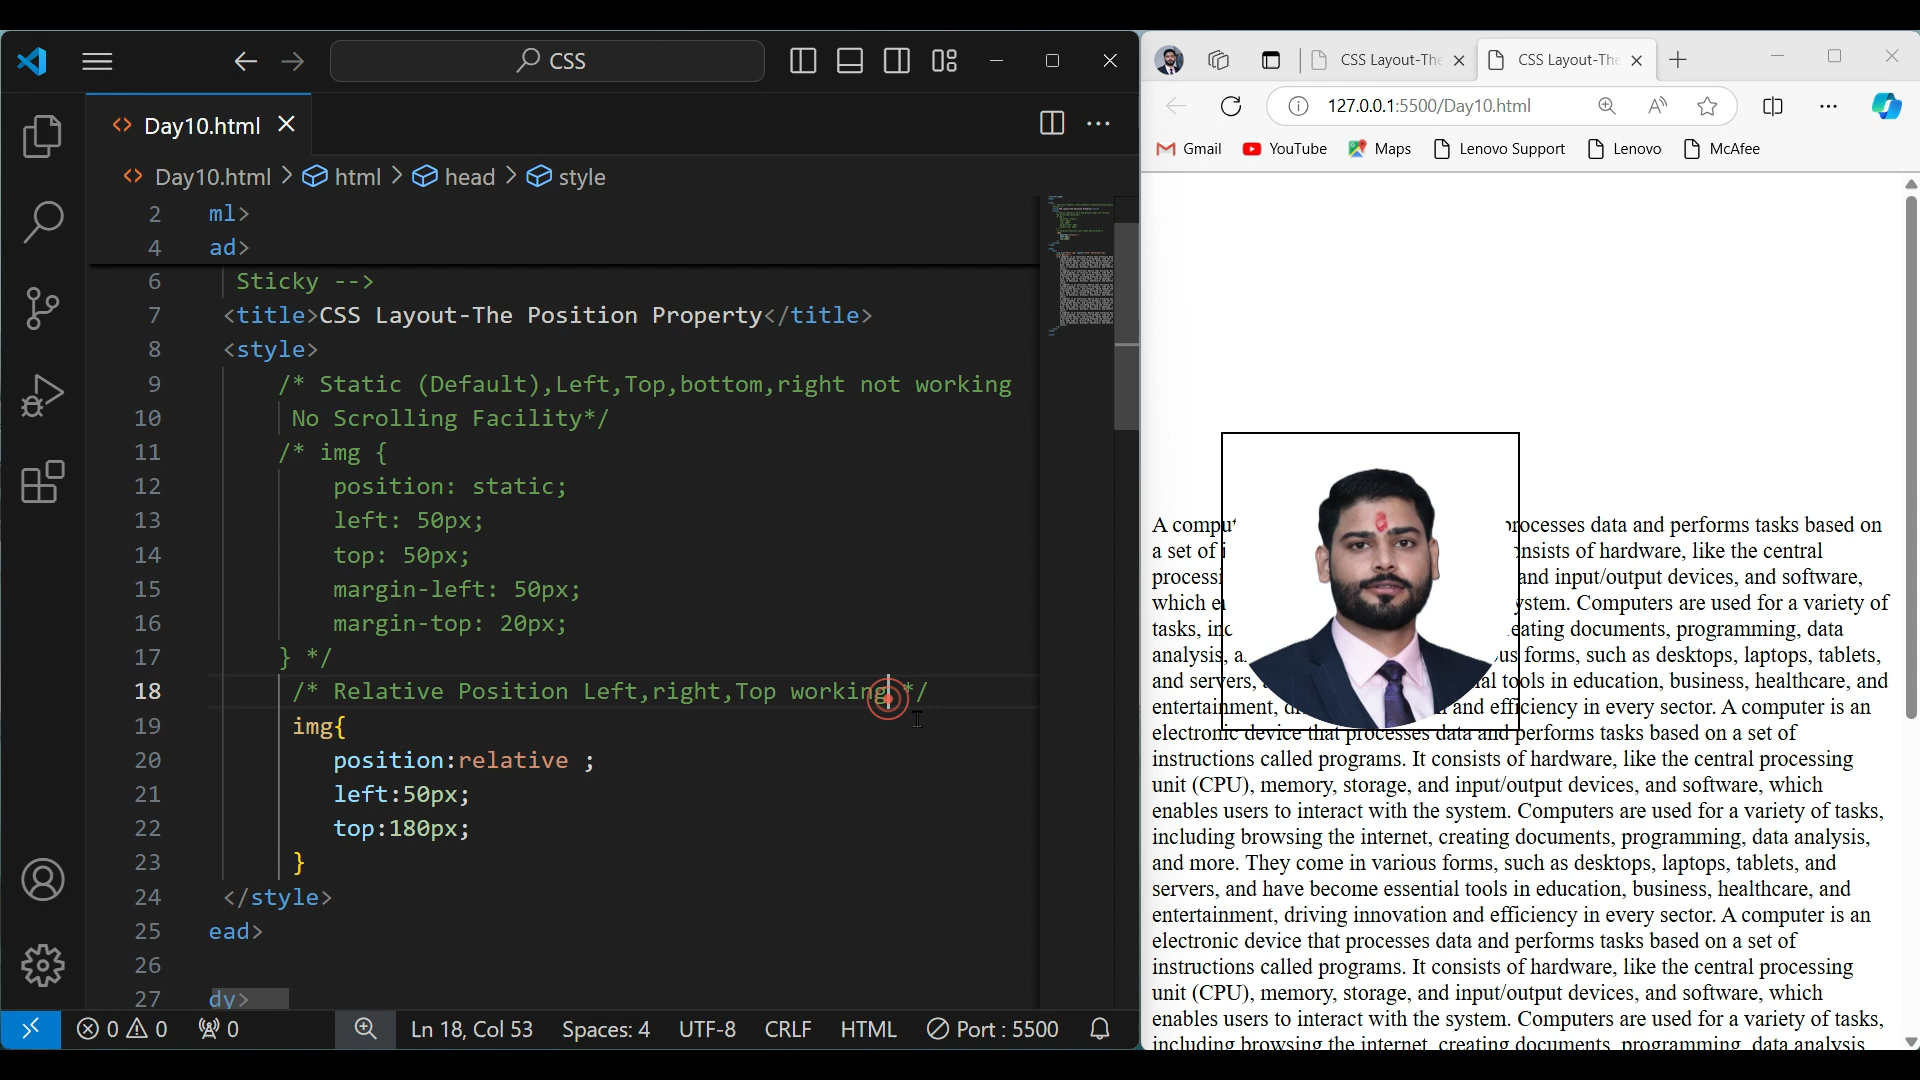 CSS
Day10.html
Day10.html > html > head > style
2 ml>
4 ad>
6 Sticky -->
7 <title>CSS Layout-The Position Property</title>
8 <style>
9 /* Static (Default),Left,Top,bottom,right not working
10 No Scrolling Facility*/
11 /* img {
12 position: static;
13 left: 50px;
14 top: 50px;
15 margin-left: 50px;
16 margin-top: 20px;
17 } */
18 /* Relative Position Left,right,Top working */
19 img{
20 position:relative ;
21 left:50px;
22 top:180px;
23 }
24 </style>
25 ead>
26
27 dy>
0 0 0 Ln 18, Col 53 Spaces: 4 UTF-8 CRLF HTML Port : 5500
CSS Layout-The CSS Layout-The
127.0.0.1:5500/Day10.html
Gmail YouTube Maps Lenovo Support Lenovo McAfee
A comput processes data and performs tasks based on
a set of nsists of hardware, like the central
processi and input/output devices, and software,
which e ystem. Computers are used for a variety of
tasks, inc eating documents, programming, data
analysis, a us forms, such as desktops, laptops, tablets,
and servers, al tools in education, business, healthcare, and
entertainment, d and efficiency in every sector. A computer is an
electronic device that processes data and performs tasks based on a set of
instructions called programs. It consists of hardware, like the central processing
unit (CPU), memory, storage, and input/output devices, and software, which
enables users to interact with the system. Computers are used for a variety of tasks,
including browsing the internet, creating documents, programming, data analysis,
and more. They come in various forms, such as desktops, laptops, tablets, and
servers, and have become essential tools in education, business, healthcare, and
entertainment, driving innovation and efficiency in every sector. A computer is an
electronic device that processes data and performs tasks based on a set of
instructions called programs. It consists of hardware, like the central processing
unit (CPU), memory, storage, and input/output devices, and software, which
enables users to interact with the system. Computers are used for a variety of tasks,
including browsing the internet, creating documents, programming, data analysis,